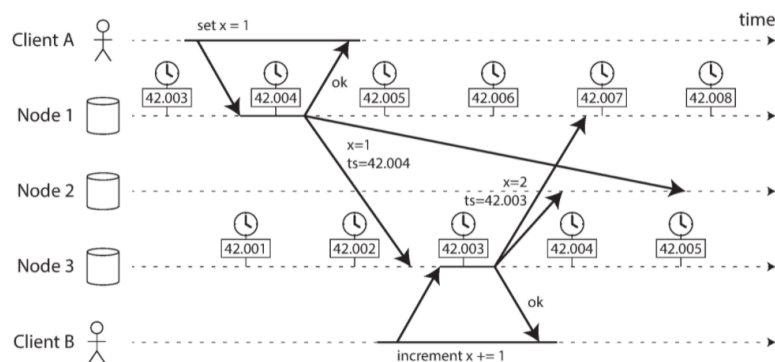 time
set x = 1
Client A
ok
42.003
42.004
42.005
42.006
42.007
42.008
Node 1
x=1
ts=42.004
x=2
ts=42.003
Node 2
42.001
42.002
42.003
42.004
42.005
Node 3
ok
Client B
increment x += 1